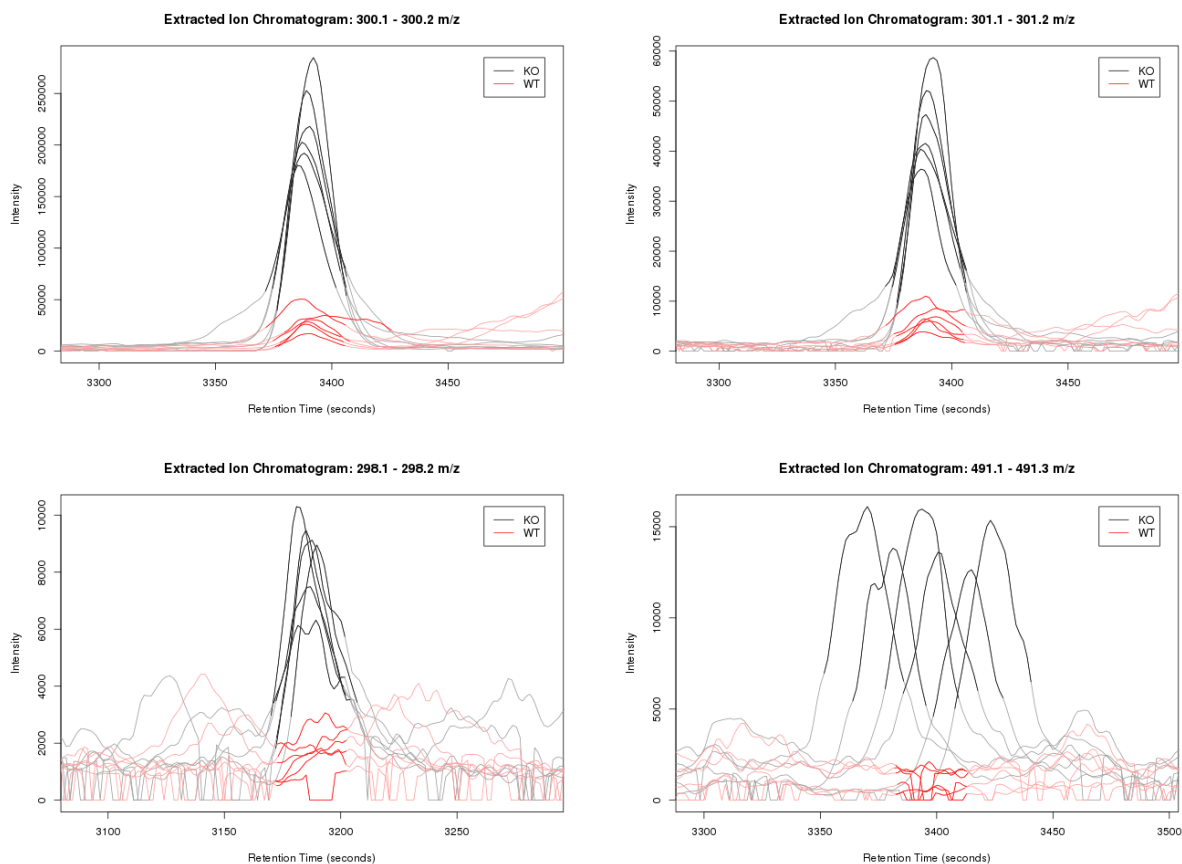 Extracted Ion Chromatogram: 300.1 - 300.2 m/z
Intensity
0
50000
100000
150000
200000
250000
KO
WT
3300
3350
3400
3450
Retention Time (seconds)
Extracted Ion Chromatogram: 301.1 - 301.2 m/z
Intensity
0
10000
20000
30000
40000
50000
60000
KO
WT
3300
3350
3400
3450
Retention Time (seconds)
Extracted Ion Chromatogram: 298.1 - 298.2 m/z
Intensity
0
2000
4000
6000
8000
10000
KO
WT
3100
3150
3200
3250
Retention Time (seconds)
Extracted Ion Chromatogram: 491.1 - 491.3 m/z
Intensity
0
5000
10000
15000
KO
WT
3300
3350
3400
3450
3500
Retention Time (seconds)